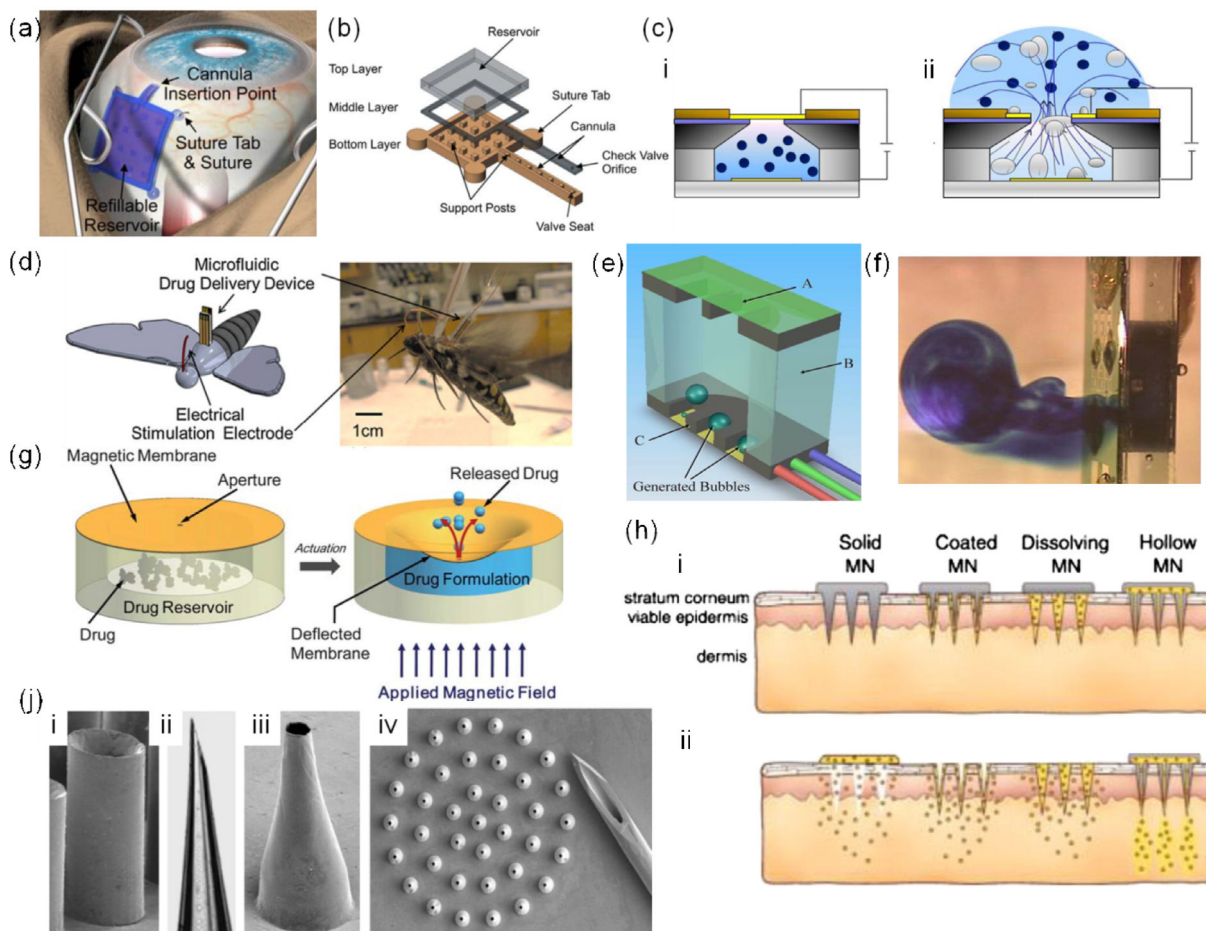 (a)
Cannula
Insertion Point
Suture Tab
& Suture
Refillable
Reservoir
(b)
Reservoir
Top Layer
Middle Layer
Bottom Layer
Suture Tab
Cannula
Check Valve
Orifice
Support Posts
Valve Seat
(c)
i
ii
(d)
Microfluidic
Drug Delivery Device
Electrical
Stimulation Electrode
1cm
(e)
A
B
C
Generated Bubbles
(f)
(g)
Magnetic Membrane
Aperture
Drug Reservoir
Drug
Actuation
Released Drug
Drug Formulation
Deflected
Membrane
Applied Magnetic Field
(h)
i
Solid
MN
Coated
MN
Dissolving
MN
Hollow
MN
stratum corneum
viable epidermis
dermis
ii
(j)
i
ii
iii
iv